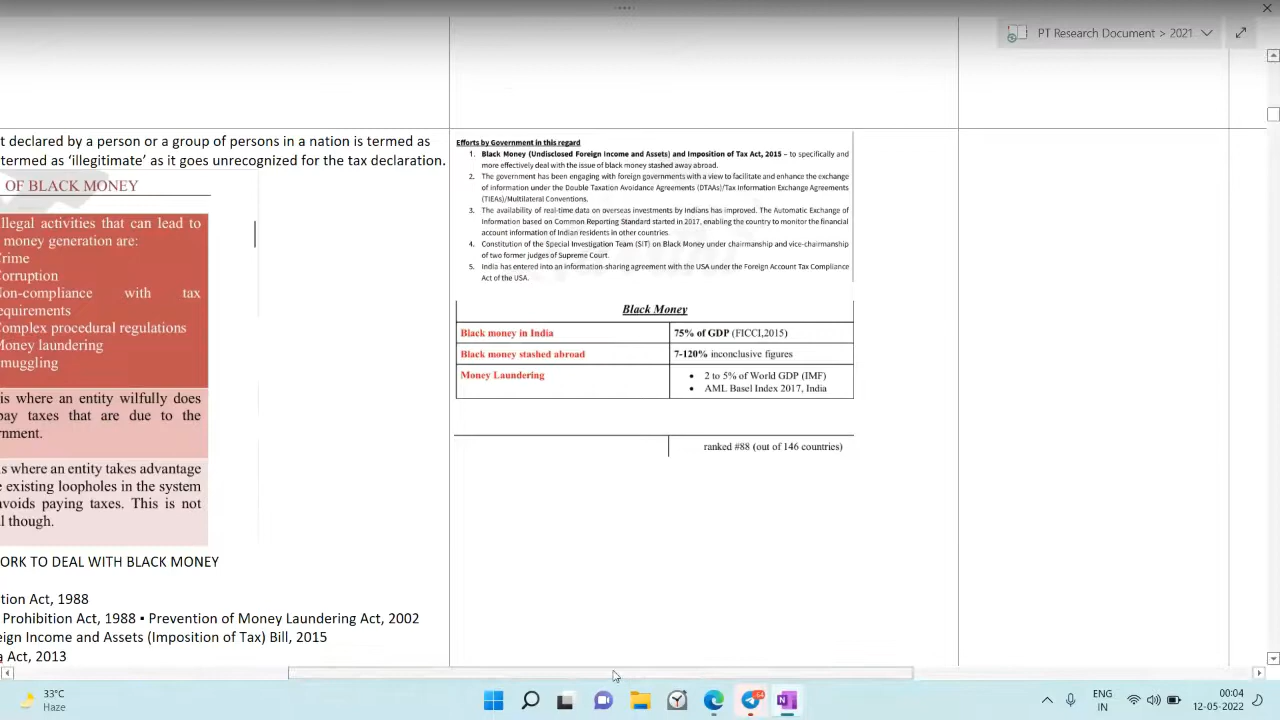 PT Research Document > 2021
t declared by a person or a group of persons in a nation is termed as
termed as ‘illegitimate’ as it goes unrecognized for the tax declaration.
OF BLACK MONEY
llegal activities that can lead to
money generation are:
rime
orruption
on-compliance with tax
equirements
omplex procedural regulations
oney laundering
muggling
is where an entity wilfully does
pay taxes that are due to the
rnment.
s where an entity takes advantage
e existing loopholes in the system
avoids paying taxes. This is not
l though.
ORK TO DEAL WITH BLACK MONEY
tion Act, 1988
Prohibition Act, 1988 ▪ Prevention of Money Laundering Act, 2002
eign Income and Assets (Imposition of Tax) Bill, 2015
a Act, 2013
Efforts by Government in this regard
1. Black Money (Undisclosed Foreign Income and Assets) and Imposition of Tax Act, 2015 – to specifically and
more effectively deal with the issue of black money stashed away abroad.
2. The government has been engaging with foreign governments with a view to facilitate and enhance the exchange
of information under the Double Taxation Avoidance Agreements (DTAAs)/Tax Information Exchange Agreements
(TIEAs)/Multilateral Conventions.
3. The availability of real-time data on overseas investments by Indians has improved. The Automatic Exchange of
Information based on Common Reporting Standard started in 2017, enabling the country to monitor the financial
account information of Indian residents in other countries.
4. Constitution of the Special Investigation Team (SIT) on Black Money under chairmanship and vice-chairmanship
of two former judges of Supreme Court.
5. India has entered into an information-sharing agreement with the USA under the Foreign Account Tax Compliance
Act of the USA.
Black Money
Black money in India 75% of GDP (FICCI,2015)
Black money stashed abroad 7-120% inconclusive figures
Money Laundering • 2 to 5% of World GDP (IMF)
• AML Basel Index 2017, India
ranked #88 (out of 146 countries)
33°C
Haze
ENG
IN
00:04
12-05-2022